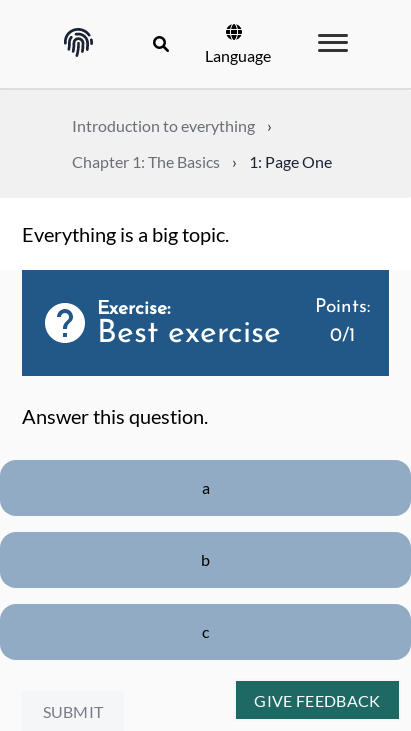 Language
Introduction to everything ›
Chapter 1: The Basics › 1: Page One
Everything is a big topic.
Exercise:
Best exercise
Points:
0/1
Answer this question.
a
b
c
SUBMIT
GIVE FEEDBACK